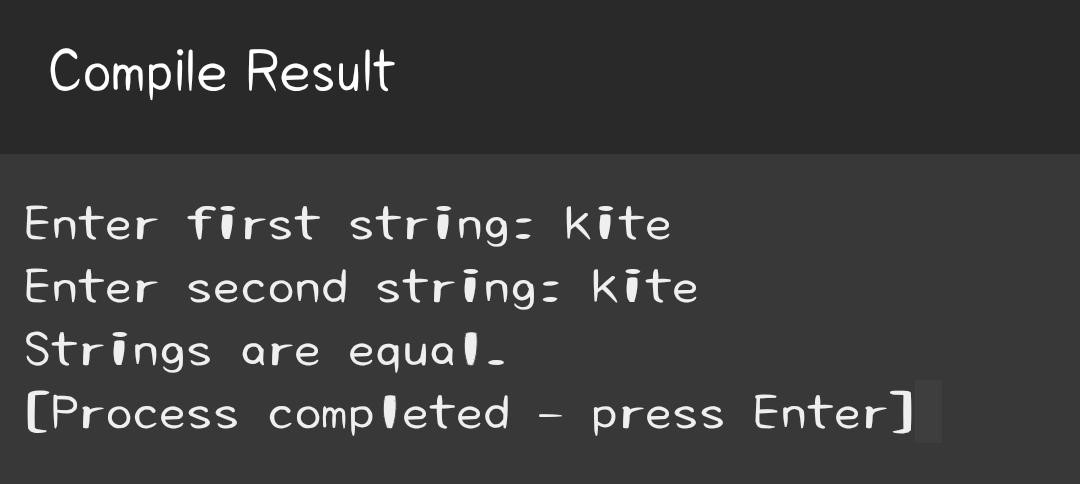 Compile Result
Enter first string: kite
Enter second string: kite
Strings are equal.
[Process completed - press Enter]